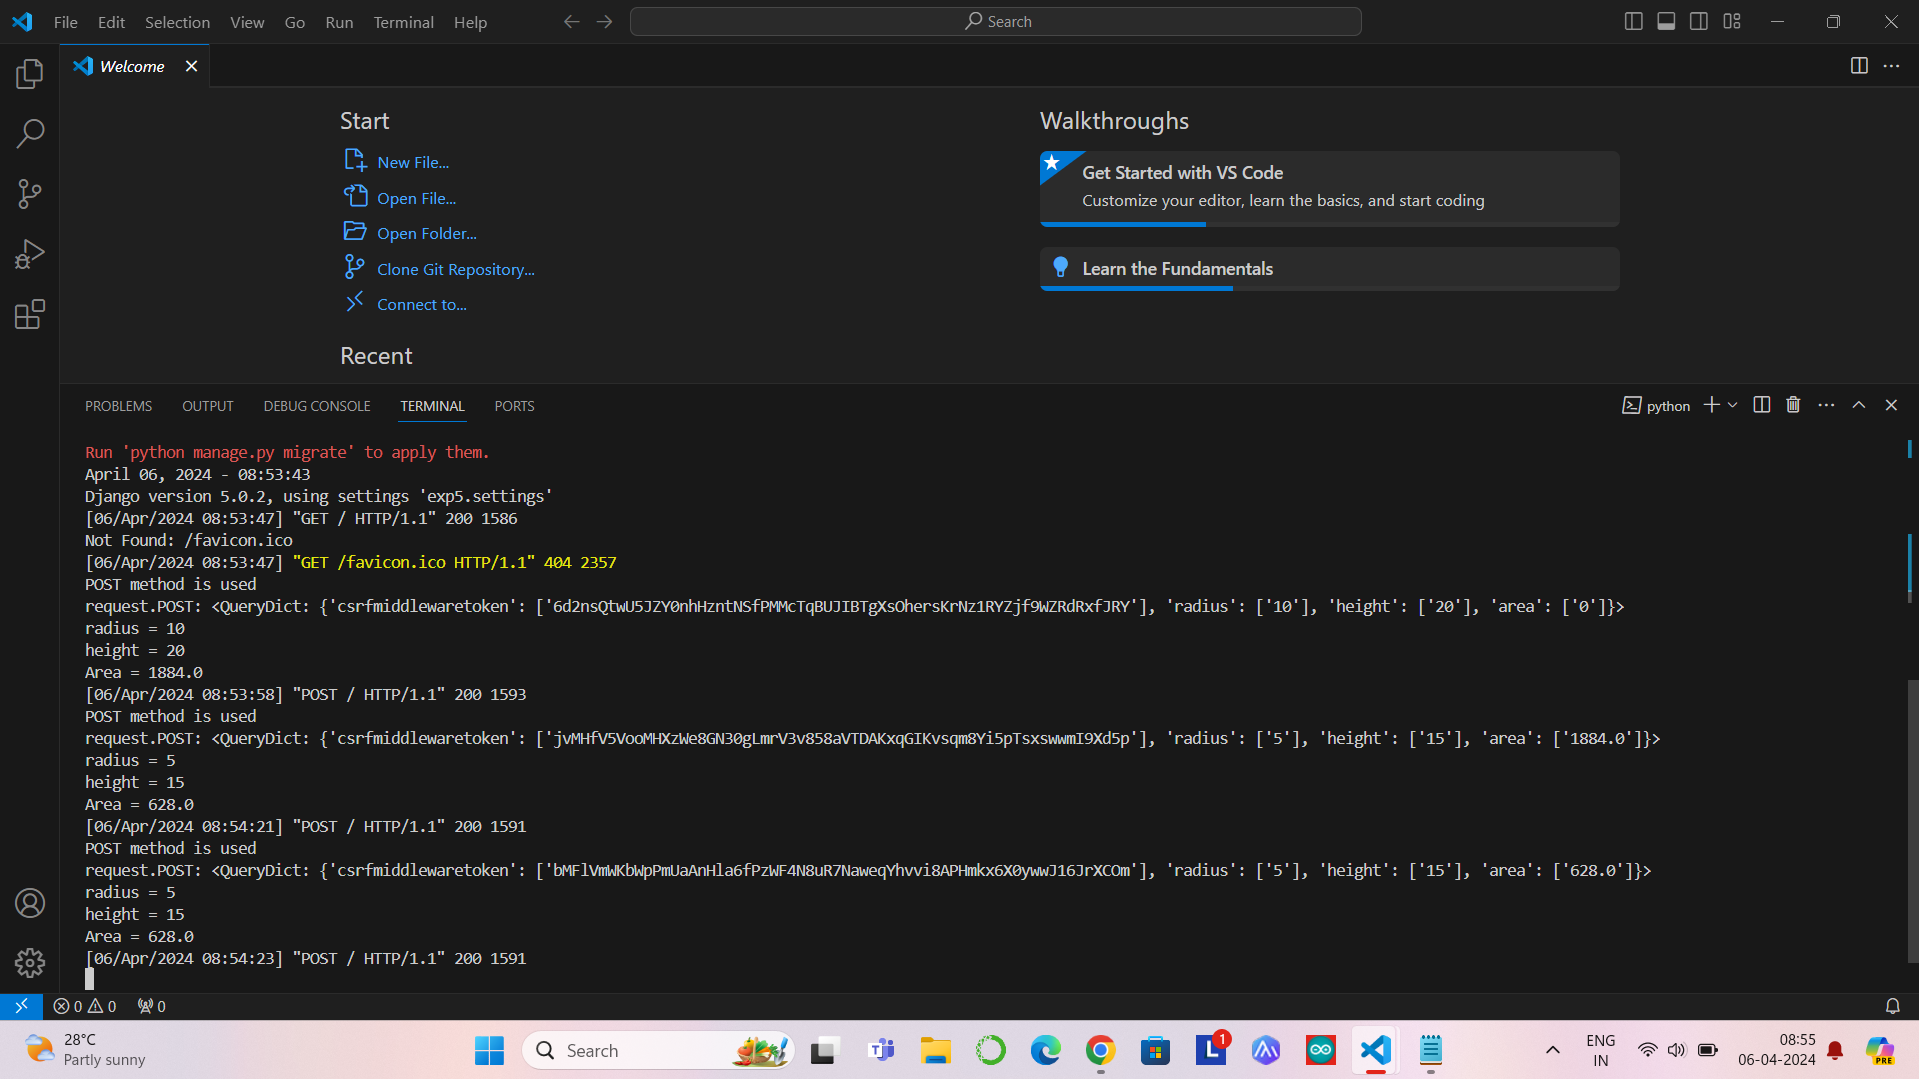 File Edit Selection View Go Run Terminal Help Search
Welcome
Start
New File...
Open File...
Open Folder...
Clone Git Repository...
Connect to...
Recent
Walkthroughs
Get Started with VS Code
Customize your editor, learn the basics, and start coding
Learn the Fundamentals
PROBLEMS OUTPUT DEBUG CONSOLE TERMINAL PORTS python
Run 'python manage.py migrate' to apply them.
April 06, 2024 - 08:53:43
Django version 5.0.2, using settings 'exp5.settings'
[06/Apr/2024 08:53:47] "GET / HTTP/1.1" 200 1586
Not Found: /favicon.ico
[06/Apr/2024 08:53:47] "GET /favicon.ico HTTP/1.1" 404 2357
POST method is used
request.POST: <QueryDict: {'csrfmiddlewaretoken': ['6d2nsQtwU5JZY0nhHzntNSfPMMcTqBUJIBTgXsOhersKrNz1RYZjf9WZRdRxfJRY'], 'radius': ['10'], 'height': ['20'], 'area': ['0']}>
radius = 10
height = 20
Area = 1884.0
[06/Apr/2024 08:53:58] "POST / HTTP/1.1" 200 1593
POST method is used
request.POST: <QueryDict: {'csrfmiddlewaretoken': ['jvMHfV5VooMHXzWe8GN30gLmrV3v858aVTDAKxqGIKvsqm8Yi5pTsxswwmI9Xd5p'], 'radius': ['5'], 'height': ['15'], 'area': ['1884.0']}>
radius = 5
height = 15
Area = 628.0
[06/Apr/2024 08:54:21] "POST / HTTP/1.1" 200 1591
POST method is used
request.POST: <QueryDict: {'csrfmiddlewaretoken': ['bMFlVmWKbWpPmUaAnHla6fPzWF4N8uR7NaweqYhvvi8APHmkx6X0ywwJ16JrXCOm'], 'radius': ['5'], 'height': ['15'], 'area': ['628.0']}>
radius = 5
height = 15
Area = 628.0
[06/Apr/2024 08:54:23] "POST / HTTP/1.1" 200 1591
0 0 0
28°C
Partly sunny
Search
L 1
ENG
IN
08:55
06-04-2024
PRE